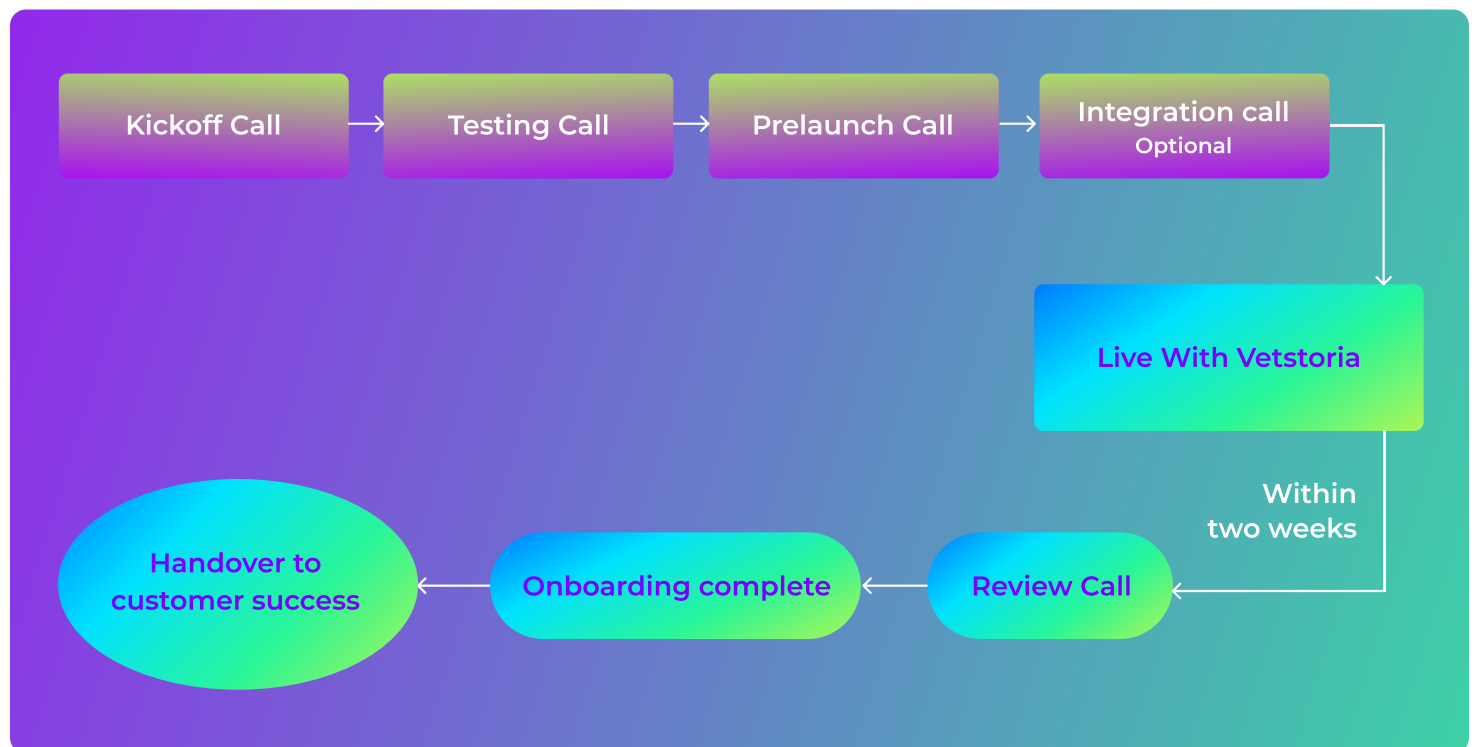 Kickoff Call
Testing Call
Prelaunch Call
Integration call
Optional
Live With Vetstoria
Within
two weeks
Review Call
Onboarding complete
Handover to
customer success